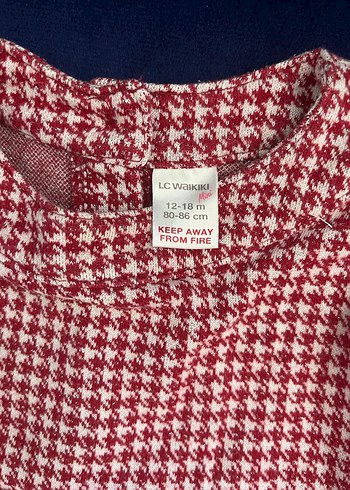 LC WAIKIKI
12-18 m
80-86 cm
KEEP AWAY
FROM FIRE